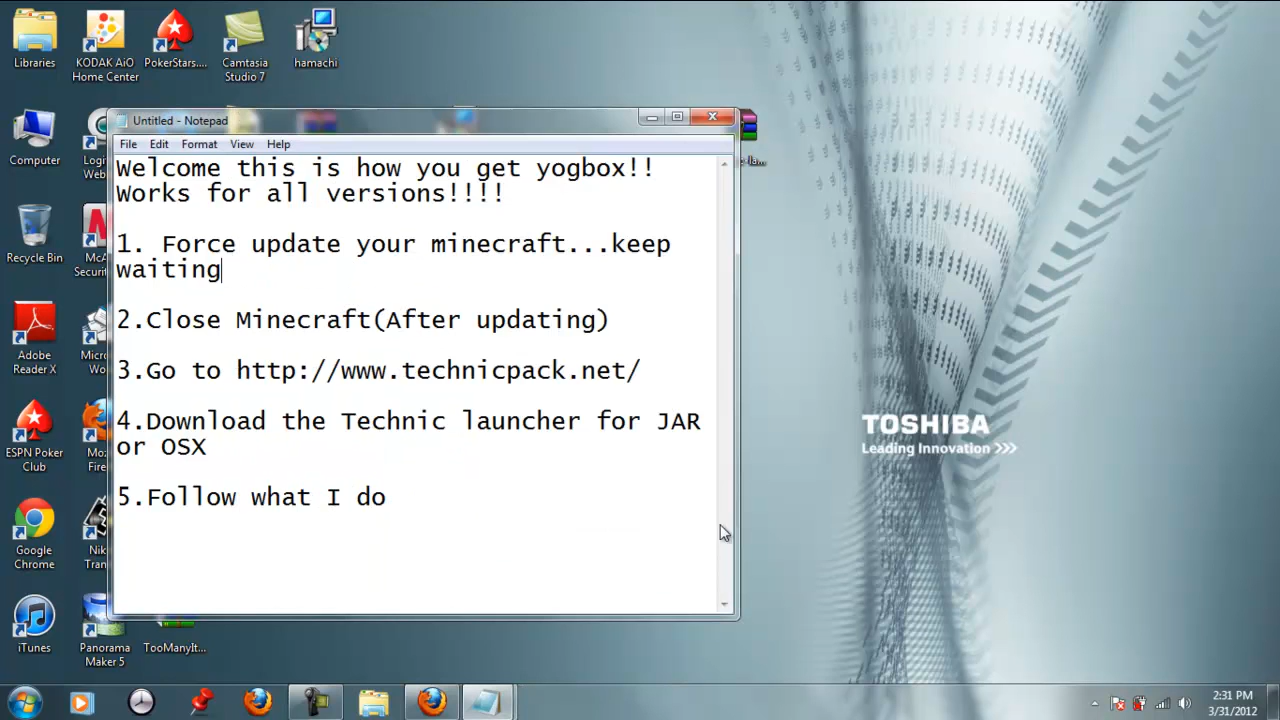 Libraries
KODAK AiO
Home Center
PokerStars....
Camtasia
Studio 7
hamachi
Untitled - Notepad
File Edit Format View Help
Welcome this is how you get yogbox!!
Works for all versions!!!!
1. Force update your minecraft...keep
waiting
2.Close Minecraft(After updating)
3.Go to http://www.technicpack.net/
4.Download the Technic launcher for JAR
or OSX
5.Follow what I do
Computer
Recycle Bin
Adobe
Reader X
ESPN Poker
Club
Google
Chrome
iTunes
Panorama
Maker 5
TooManyIt...
TOSHIBA
Leading Innovation >>>
2:31 PM
3/31/2012